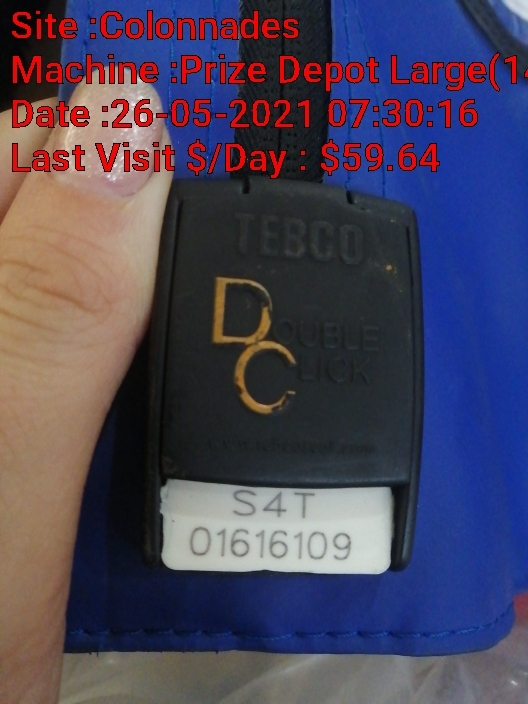 Site :Colonnades
Machine :Prize Depot Large(14
Date :26-05-2021 07:30:16
Last Visit $/Day : $59.64
TEBCO
DOUBLE
CLICK
S4T
01616109